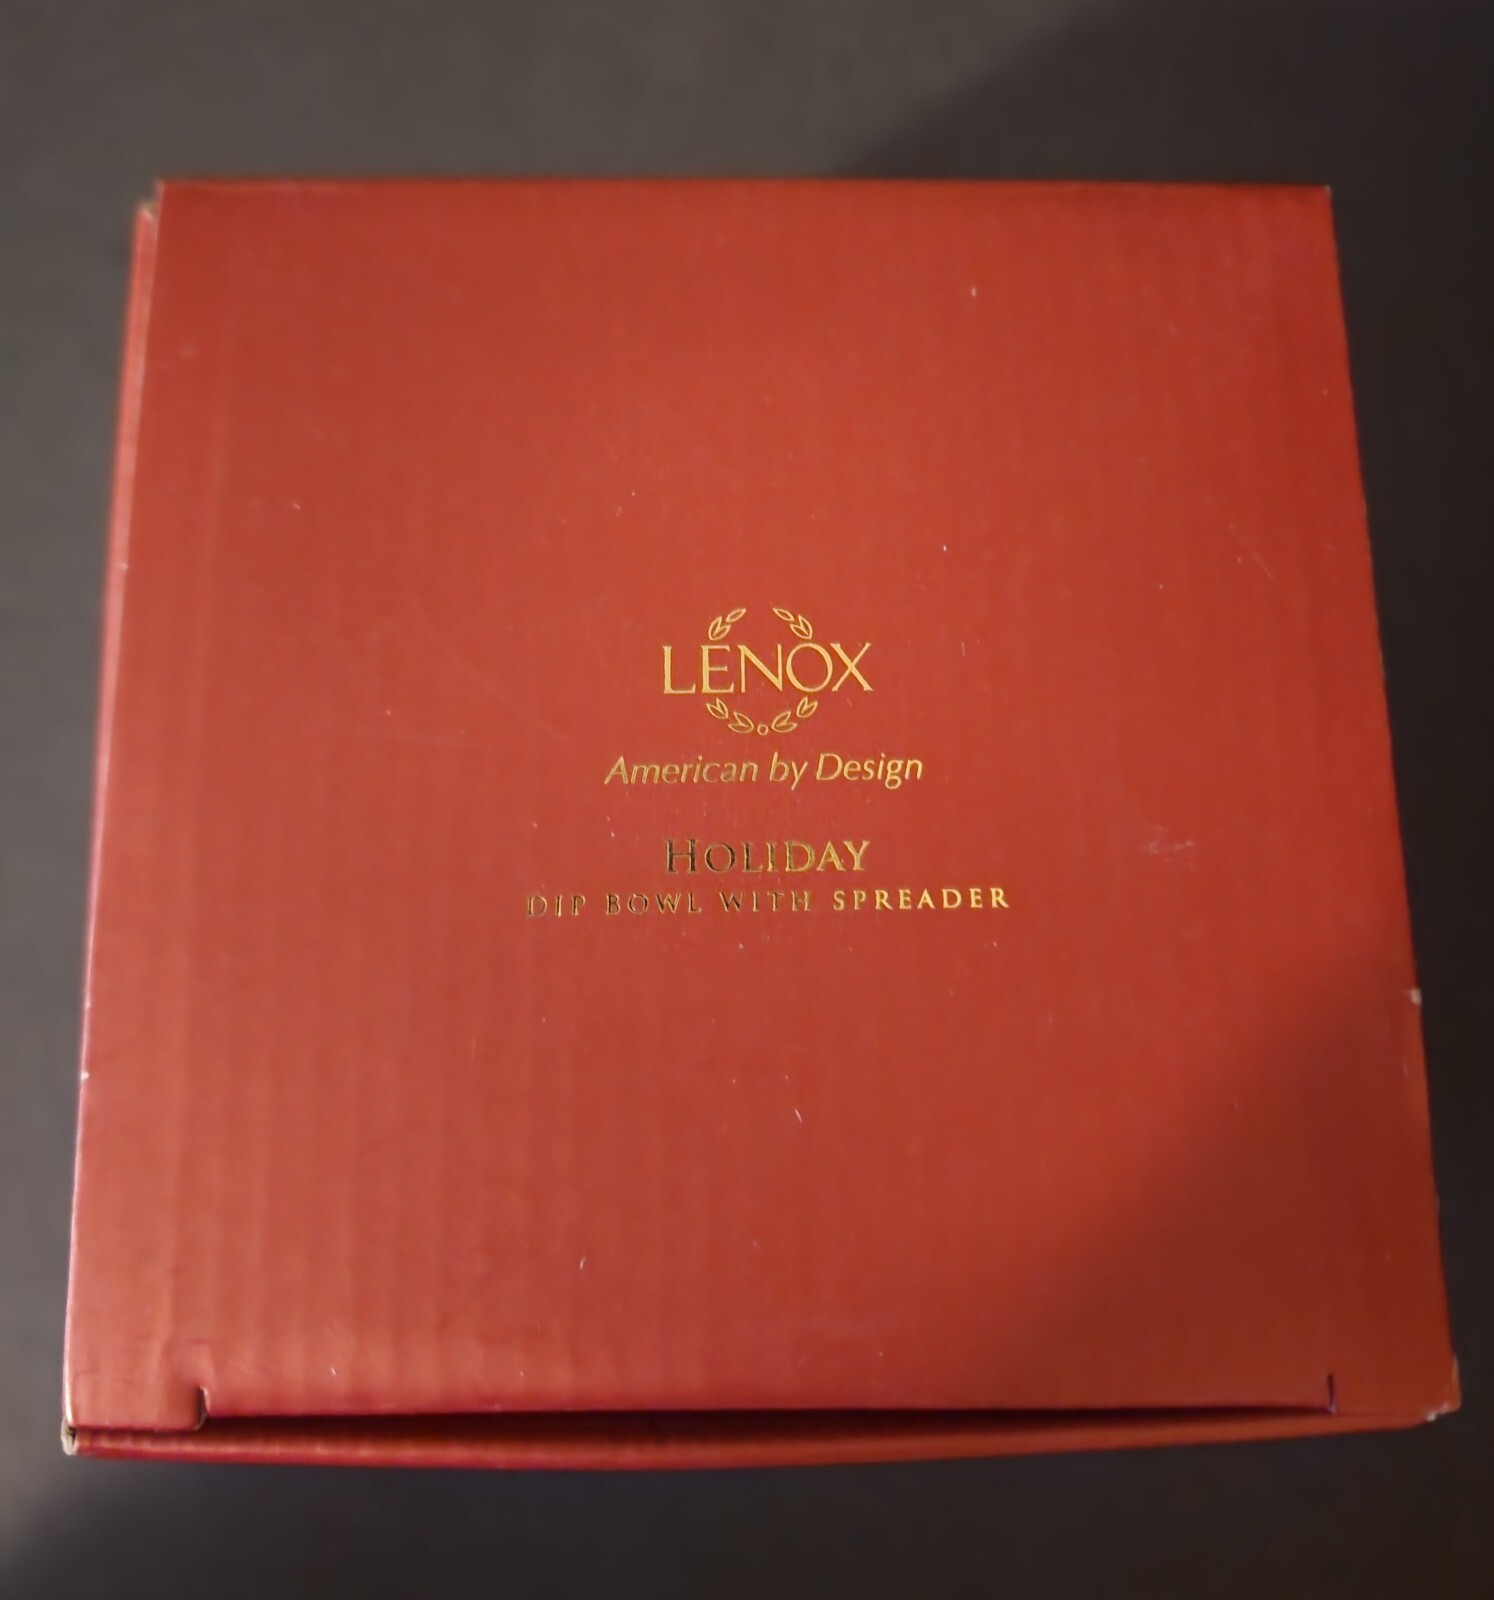 LENOX
American by Design
HOLIDAY
DIP BOWL WITH SPREADER